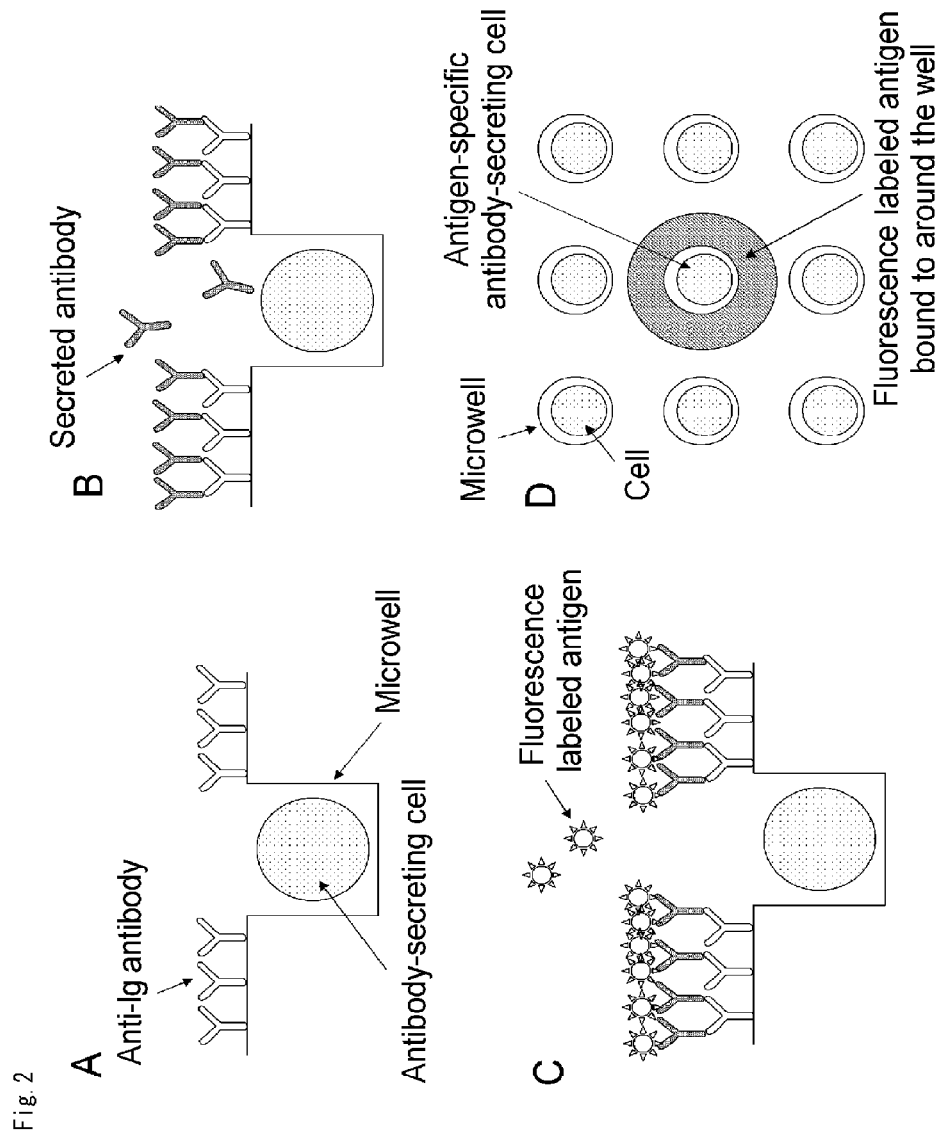 Fig. 2
A
Anti-Ig antibody
Microwell
Antibody-secreting cell
B
Secreted antibody
C
Fluorescence
labeled antigen
D
Microwell
Cell
Antigen-specific
antibody-secreting cell
Fluorescence labeled antigen
bound to around the well